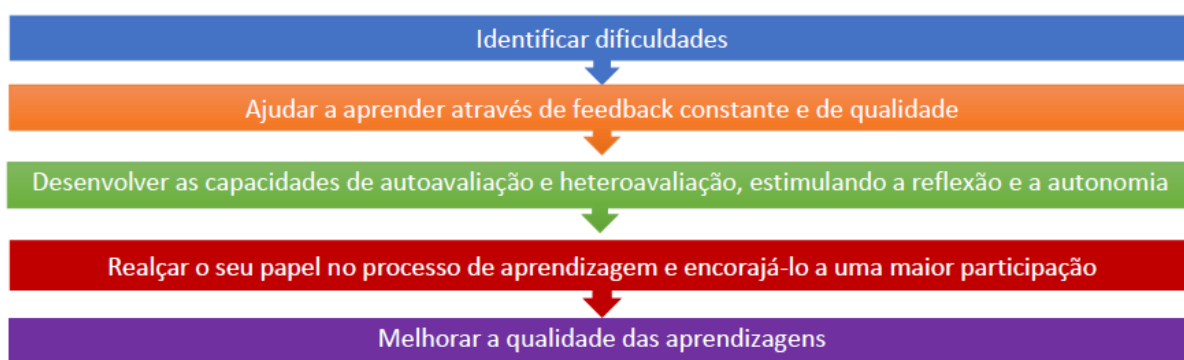 Identificar dificuldades
Ajudar a aprender através de feedback constante e de qualidade
Desenvolver as capacidades de autoavaliação e heteroavaliação, estimulando a reflexão e a autonomia
Realçar o seu papel no processo de aprendizagem e encorajá-lo a uma maior participação
Melhorar a qualidade das aprendizagens